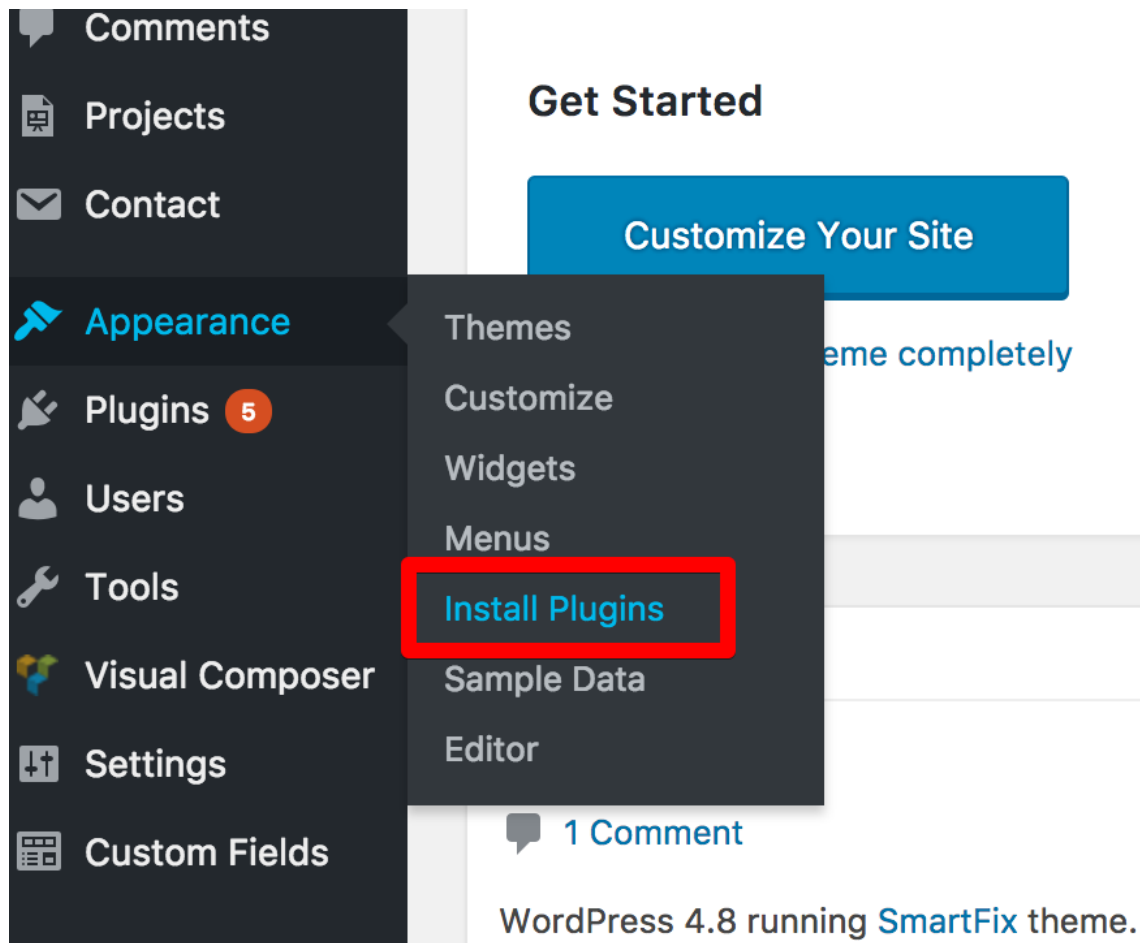 Comments
Projects
Contact
Appearance
Plugins 5
Users
Tools
Visual Composer
Settings
Custom Fields
Themes
Customize
Widgets
Menus
Install Plugins
Sample Data
Editor
Get Started
Customize Your Site
eme completely
1 Comment
WordPress 4.8 running SmartFix theme.